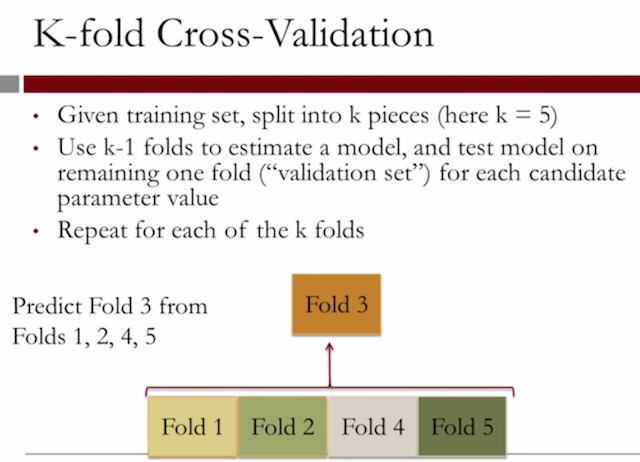 K-fold Cross-Validation
• Given training set, split into k pieces (here k = 5)
• Use k-1 folds to estimate a model, and test model on
remaining one fold (“validation set”) for each candidate
parameter value
• Repeat for each of the k folds
Predict Fold 3 from
Folds 1, 2, 4, 5
Fold 3
Fold 1 Fold 2 Fold 4 Fold 5